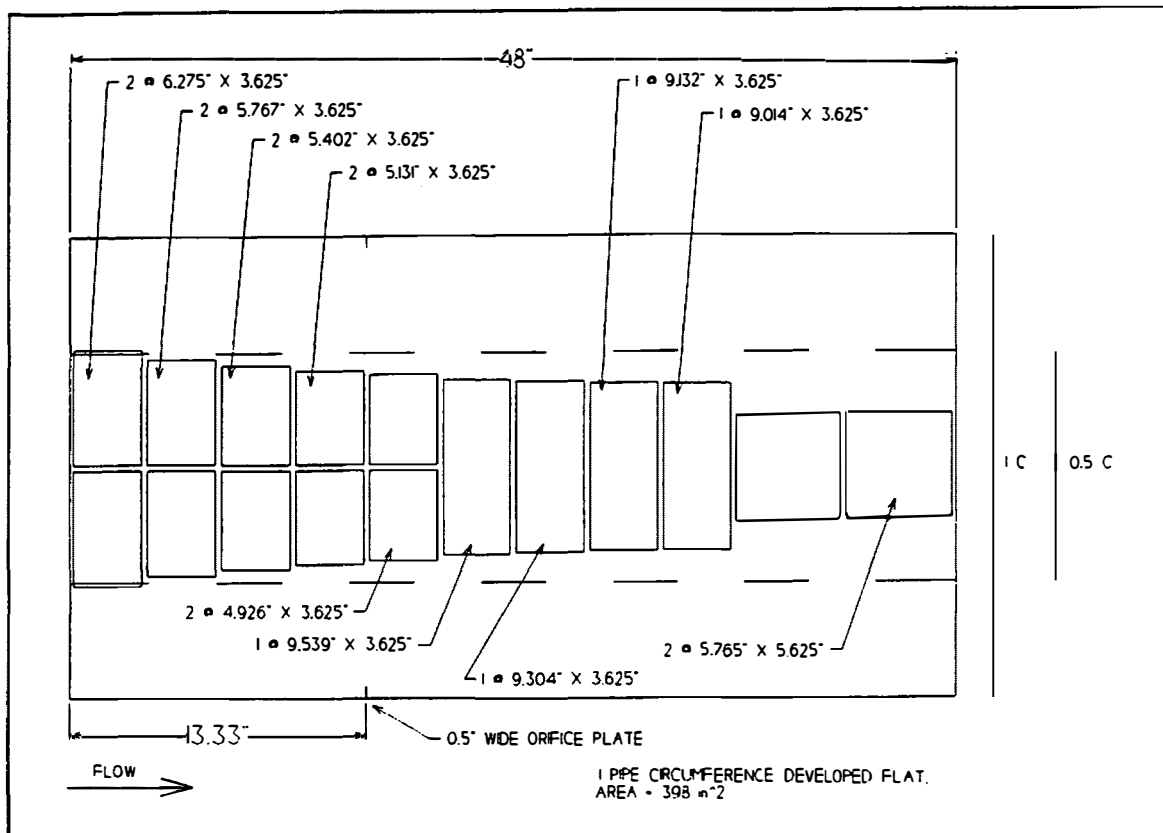 48"
2 @ 6.275" X 3.625"
2 @ 5.767" X 3.625"
2 @ 5.402" X 3.625"
2 @ 5.131" X 3.625"
1 @ 9.132" X 3.625"
1 @ 9.014" X 3.625"
1 C
0.5 C
2 @ 4.926" X 3.625"
1 @ 9.539" X 3.625"
1 @ 9.304" X 3.625"
2 @ 5.765" X 5.625"
13.33"
0.5" WIDE ORIFICE PLATE
FLOW
1 PIPE CIRCUMFERENCE DEVELOPED FLAT.
AREA - 398 in^2